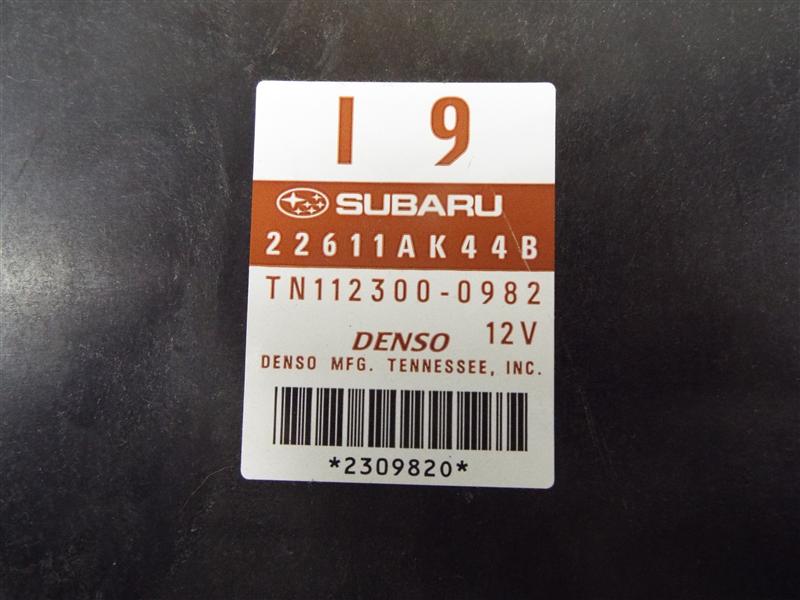 I 9
SUBARU
22611AK44B
TN112300-0982
DENSO 12V
DENSO MFG. TENNESSEE, INC.
*2309820*